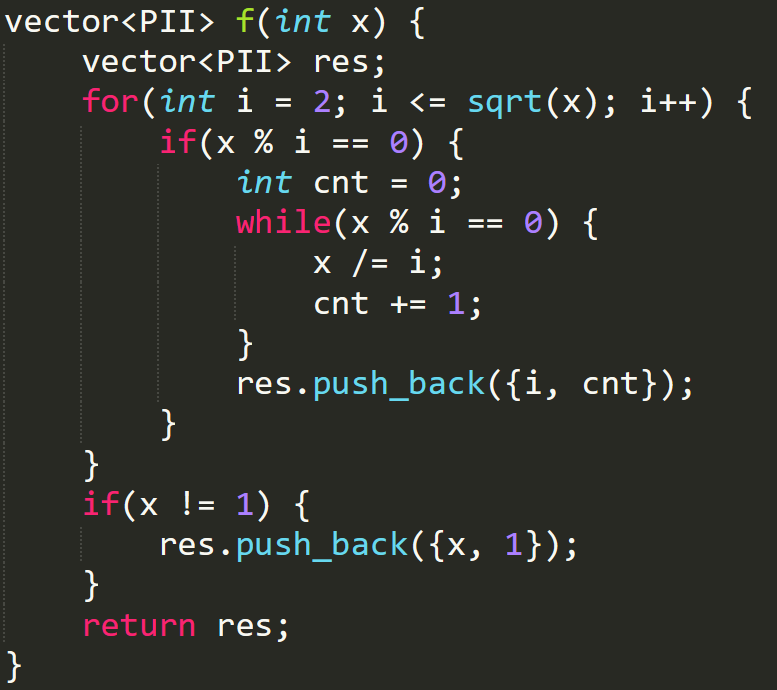 vector<PII> f(int x) {
    vector<PII> res;
    for(int i = 2; i <= sqrt(x); i++) {
        if(x % i == 0) {
            int cnt = 0;
            while(x % i == 0) {
                x /= i;
                cnt += 1;
            }
            res.push_back({i, cnt});
        }
    }
    if(x != 1) {
        res.push_back({x, 1});
    }
    return res;
}